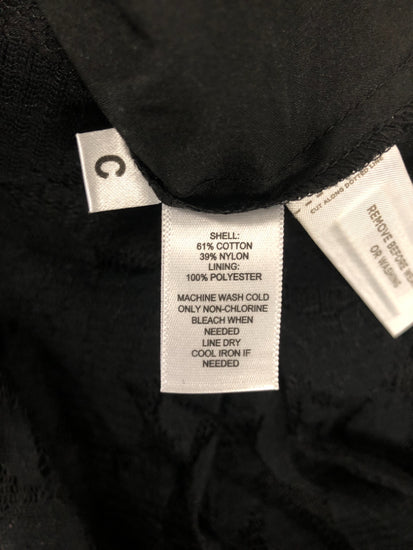 C
SHELL:
61% COTTON
39% NYLON
LINING:
100% POLYESTER
MACHINE WASH COLD
ONLY NON-CHLORINE
BLEACH WHEN
NEEDED
LINE DRY
COOL IRON IF
NEEDED
CUT ALONG DOTTED LINE
REMOVE BEFORE
OR WASHING